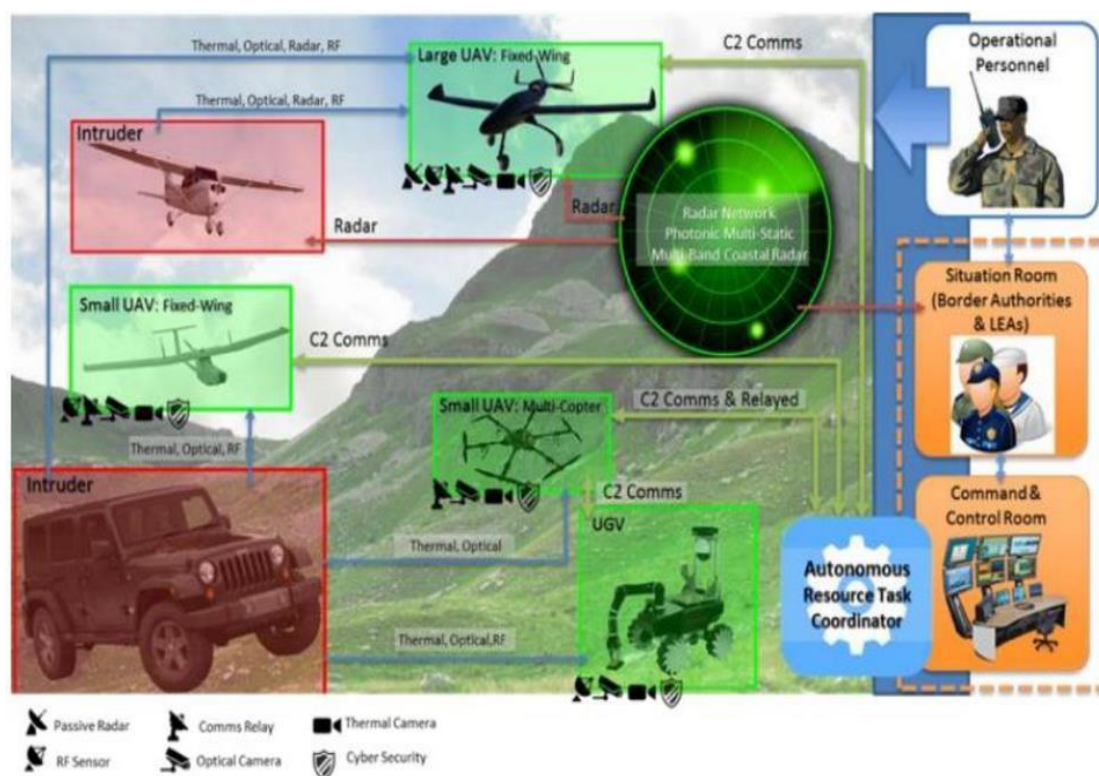 Thermal, Optical, Radar, RF
C2 Comms
Operational
Personnel
Large UAV: Fixed-Wing
Thermal, Optical, Radar, RF
Intruder
Radar
Radar
Radar Network
Photonic Multi-Static
Multi-Band Coastal Radar
Situation Room
(Border Authorities
& LEAs)
Small UAV: Fixed-Wing
C2 Comms
C2 Comms & Relayed
Small UAV: Multi-Copter
Thermal, Optical, RF
Intruder
C2 Comms
UGV
Command &
Control Room
Thermal, Optical
Autonomous
Resource Task
Coordinator
Thermal, Optical,RF
Passive Radar
Comms Relay
Thermal Camera
RF Sensor
Optical Camera
Cyber Security